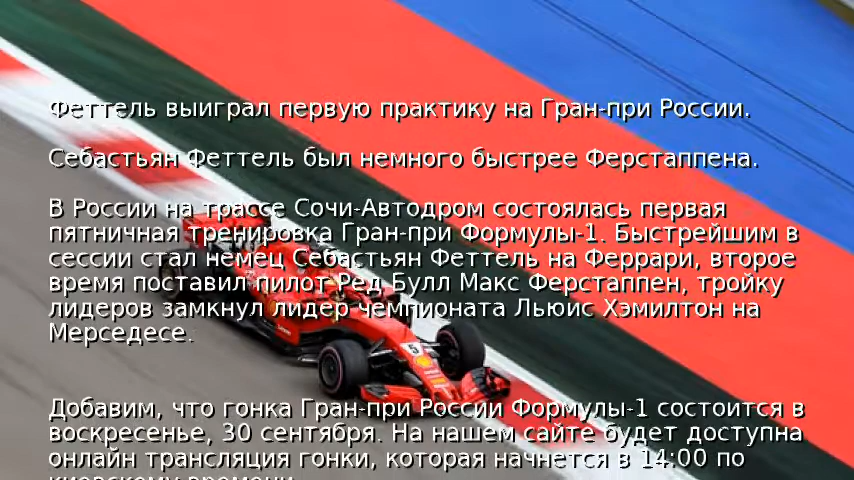 Феттель выиграл первую практику на Гран-при России.
Себастьян Феттель был немного быстрее Ферстаппена.
В России на трассе Сочи-Автодром состоялась первая
пятничная тренировка Гран-при Формулы-1. Быстрейшим в
сессии стал немец Себастьян Феттель на Феррари, второе
время поставил пилот Ред Булл Макс Ферстаппен, тройку
лидеров замкнул лидер чемпионата Льюис Хэмилтон на
Мерседесе.
Добавим, что гонка Гран-при России Формулы-1 состоится в
воскресенье, 30 сентября. На нашем сайте будет доступна
онлайн трансляция гонки, которая начнется в 14:00 по
киевскому времени
5